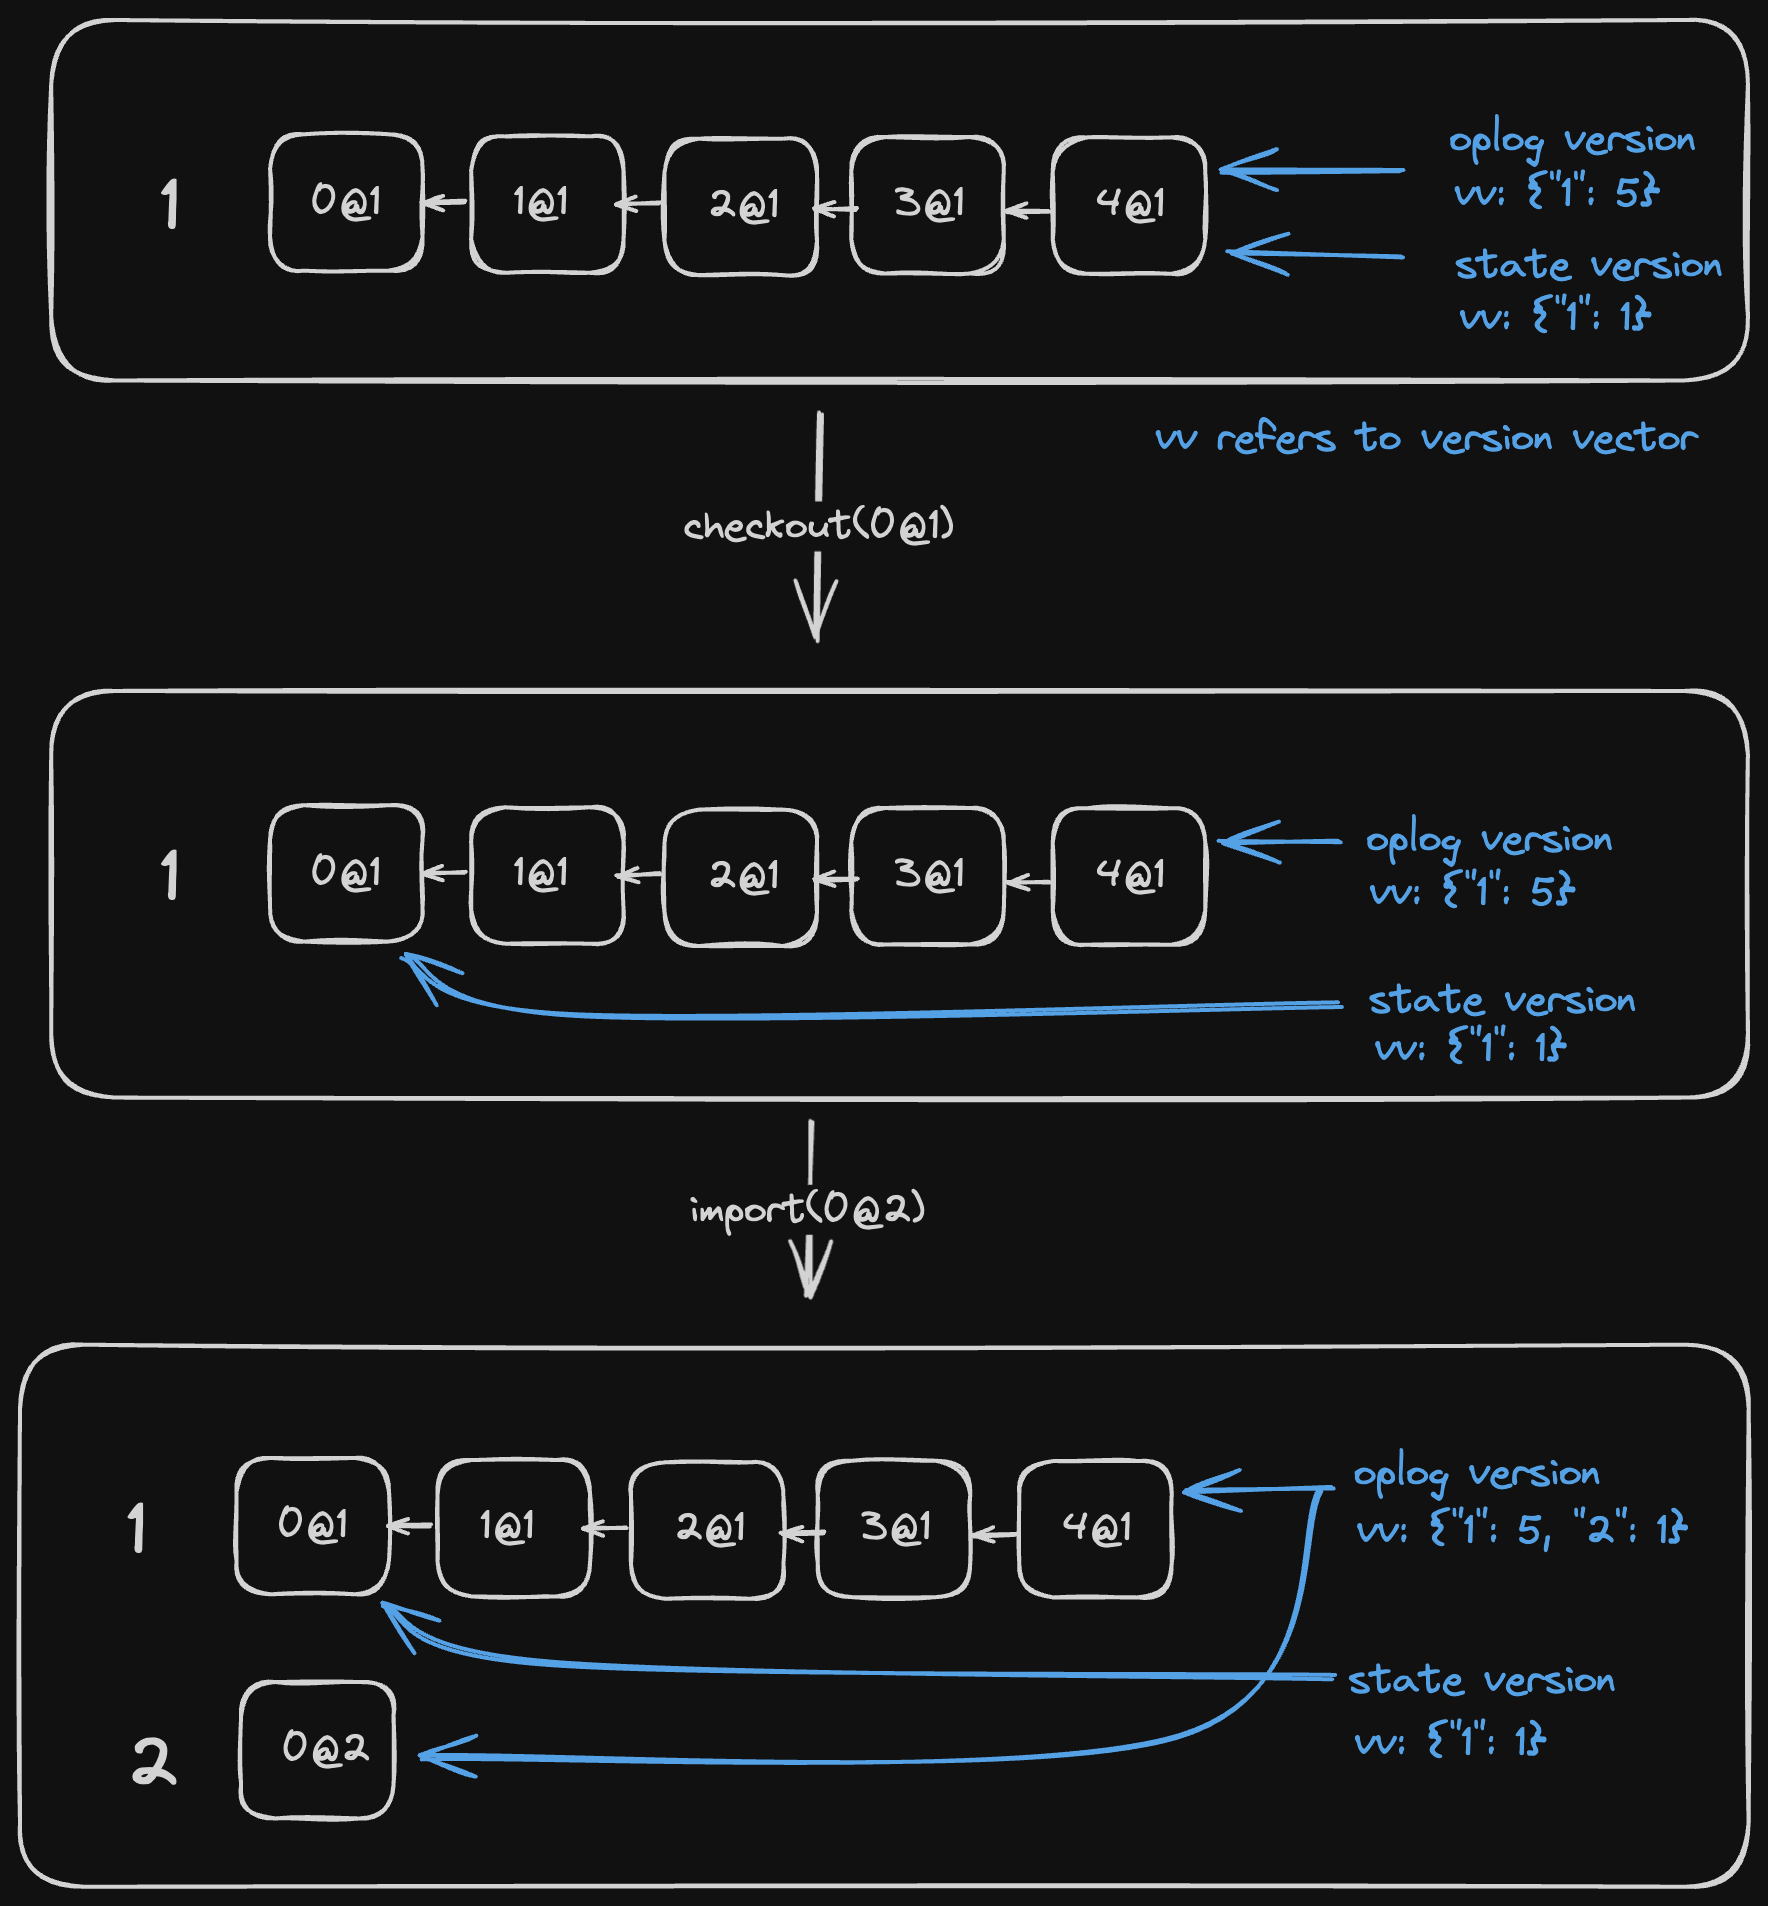 1
0@1
1@1
2@1
3@1
4@1
oplog version
vv: {"1": 5}
state version
vv: {"1": 1}
vv refers to version vector
checkout(0@1)
1
0@1
1@1
2@1
3@1
4@1
oplog version
vv: {"1": 5}
state version
vv: {"1": 1}
import(0@2)
1
0@1
1@1
2@1
3@1
4@1
oplog version
vv: {"1": 5, "2": 1}
state version
vv: {"1": 1}
2
0@2